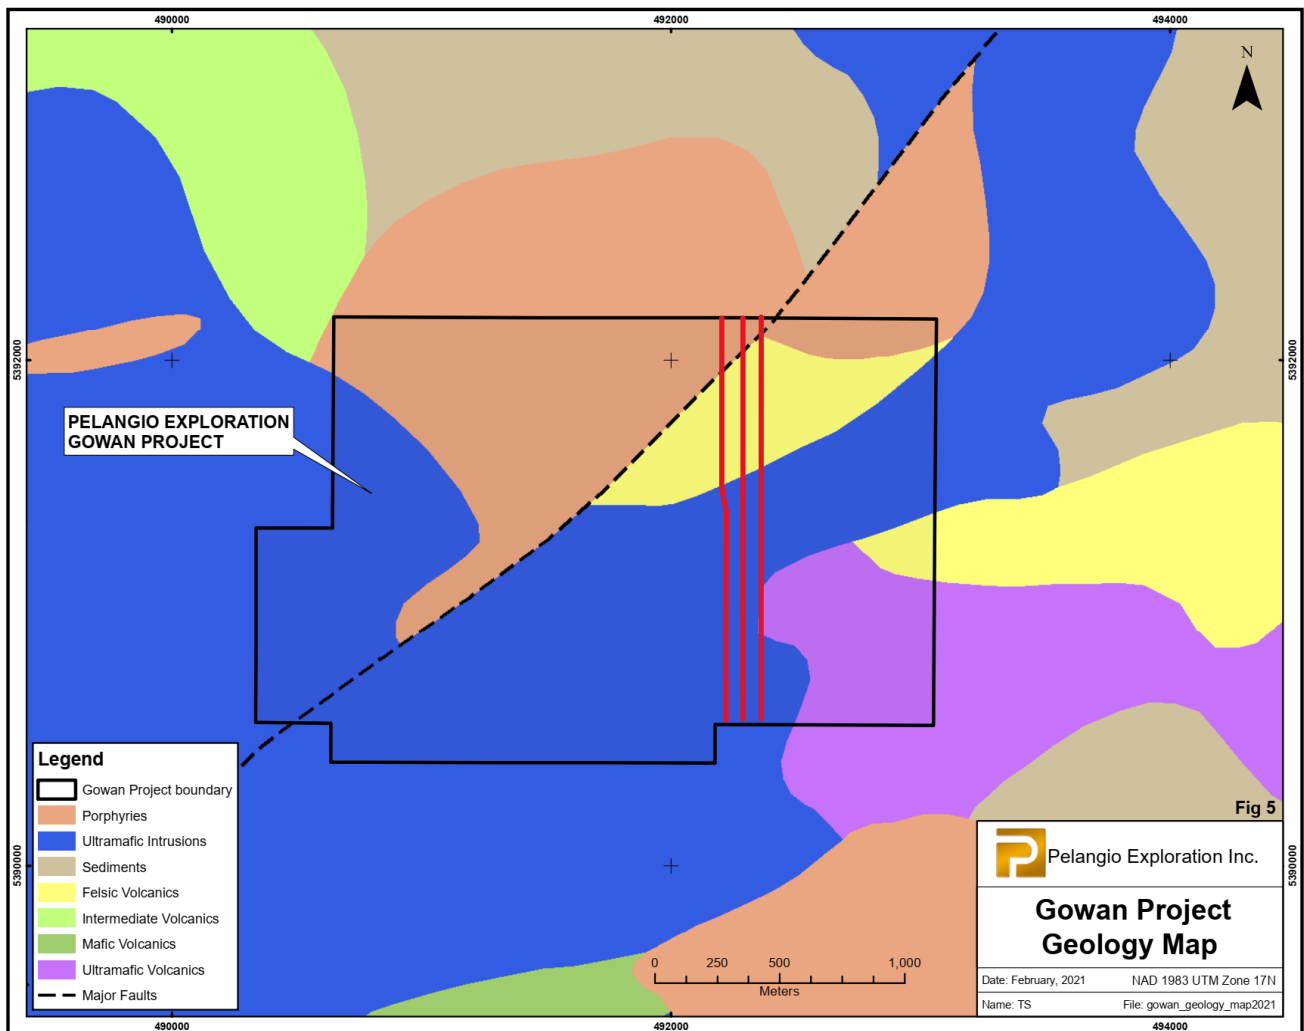 490000
492000
494000
N
5392000
5392000
PELANGIO EXPLORATION
GOWAN PROJECT
Legend
Gowan Project boundary
Porphyries
Ultramafic Intrusions
Sediments
Felsic Volcanics
Intermediate Volcanics
Mafic Volcanics
Ultramafic Volcanics
Major Faults
5390000
5390000
0 250 500 1,000
Meters
Fig 5
Pelangio Exploration Inc.
Gowan Project
Geology Map
Date: February, 2021 NAD 1983 UTM Zone 17N
Name: TS File: gowan_geology_map2021
490000
492000
494000